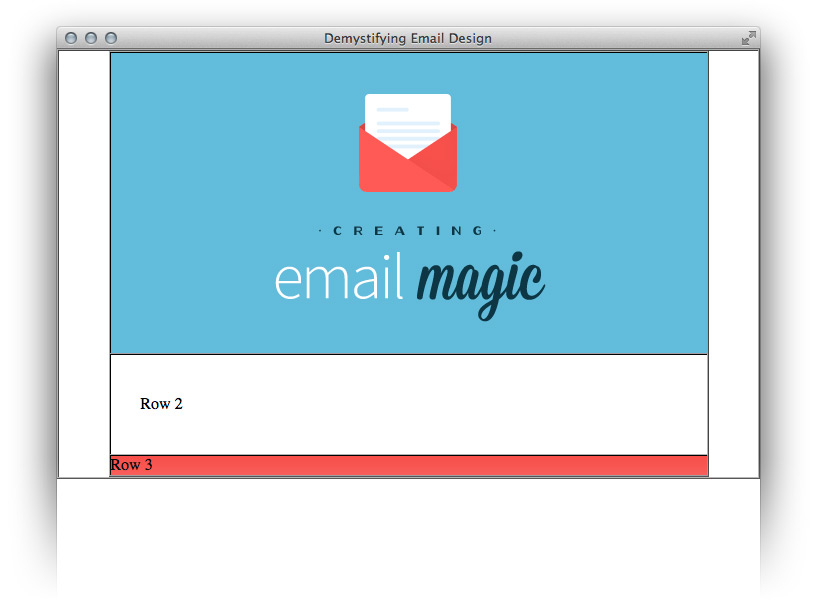 Demystifying Email Design
· CREATING ·
email magic
Row 2
Row 3